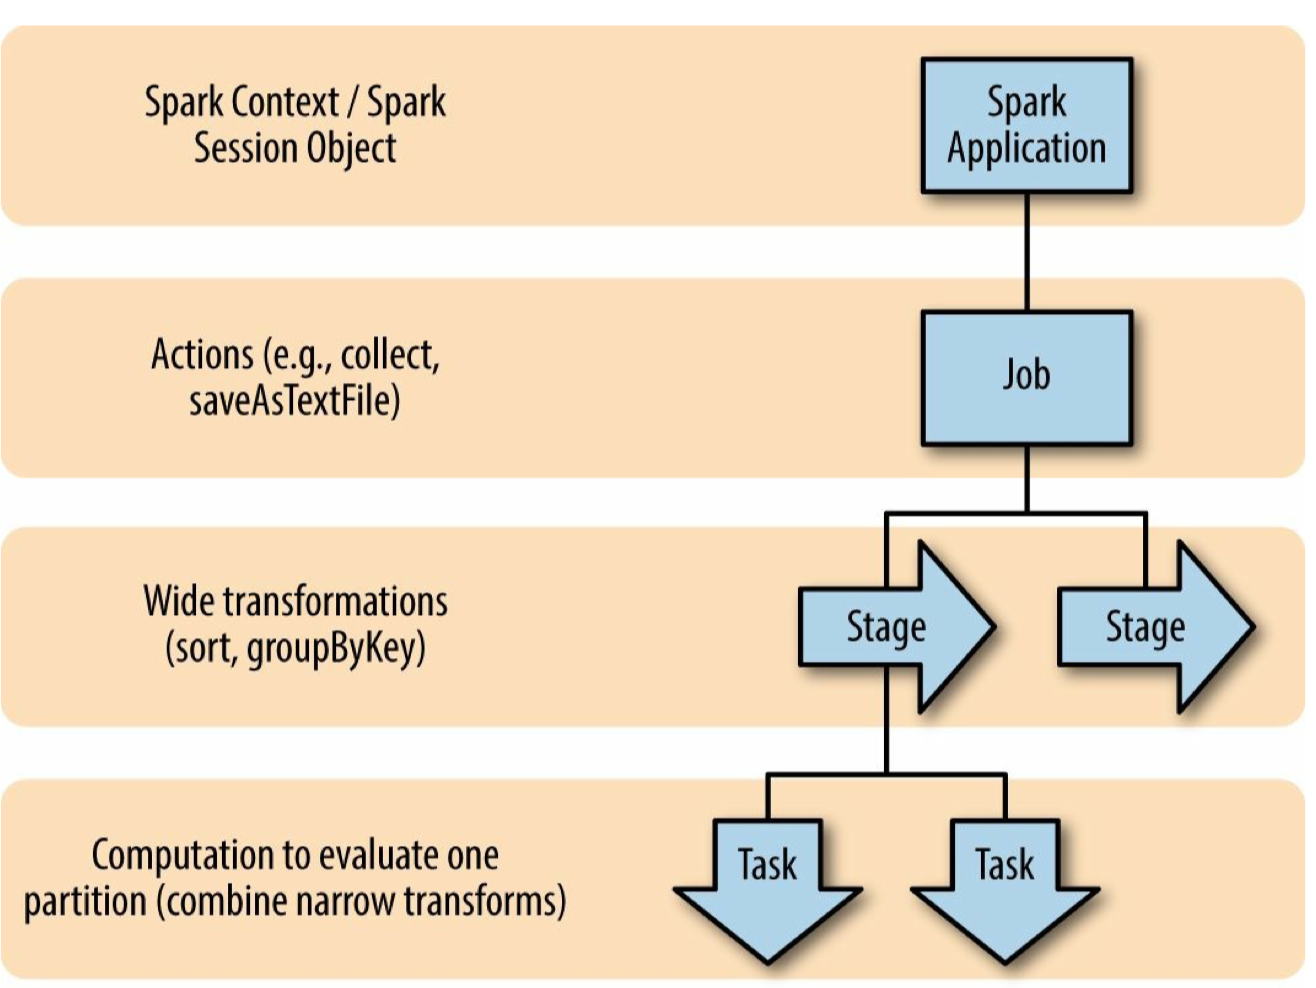 Spark Context / Spark
Session Object
Spark
Application
Actions (e.g., collect,
saveAsTextFile)
Job
Wide transformations
(sort, groupByKey)
Stage
Stage
Computation to evaluate one
partition (combine narrow transforms)
Task
Task